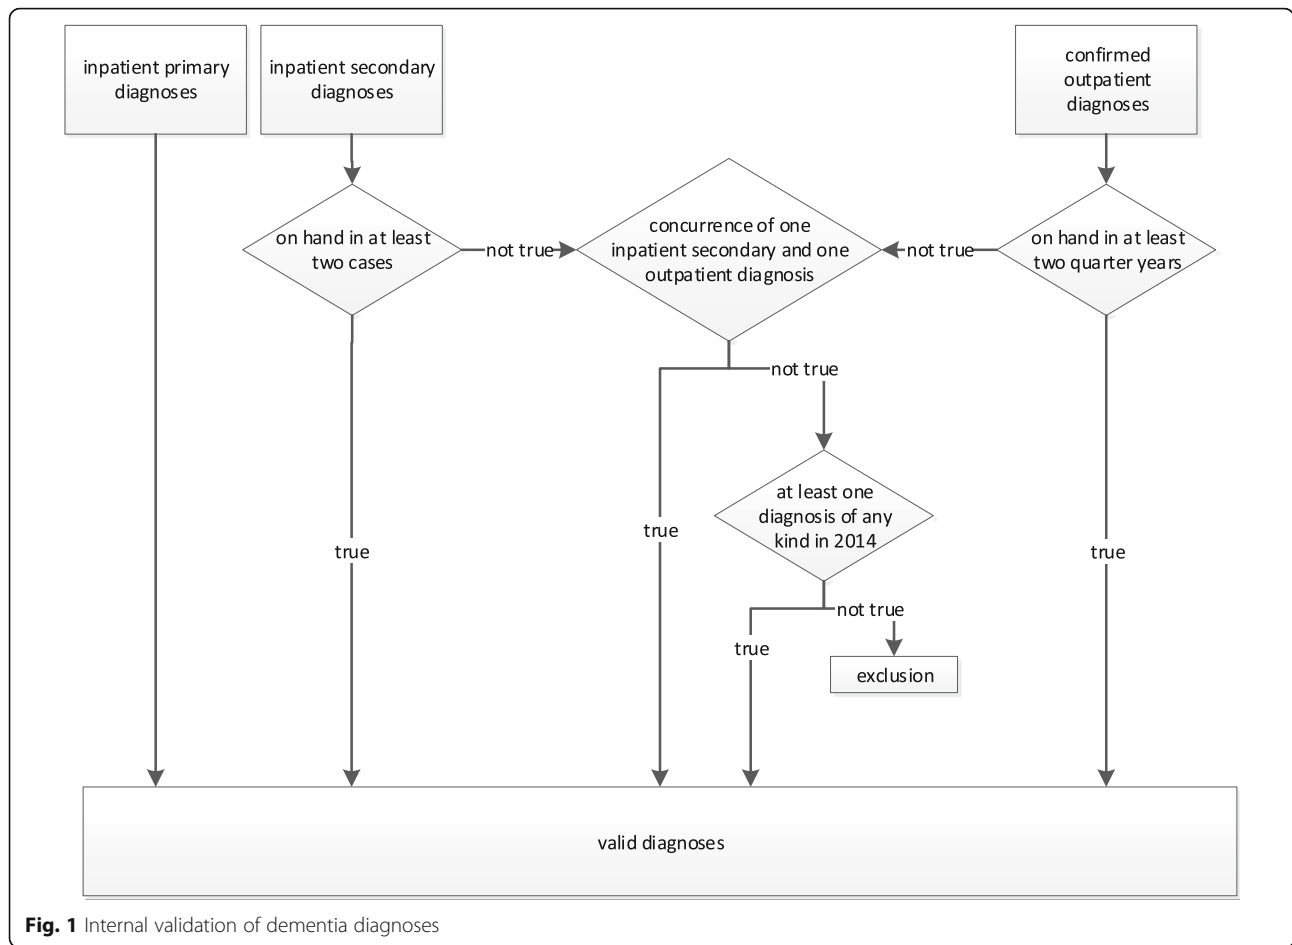 inpatient primary
diagnoses
inpatient secondary
diagnoses
confirmed
outpatient
diagnoses
on hand in at least
two cases
not true
concurrence of one
inpatient secondary and one
outpatient diagnosis
not true
on hand in at least
two quarter years
not true
at least one
diagnosis of any
kind in 2014
true
true
true
not true
true
exclusion
valid diagnoses
Fig. 1 Internal validation of dementia diagnoses